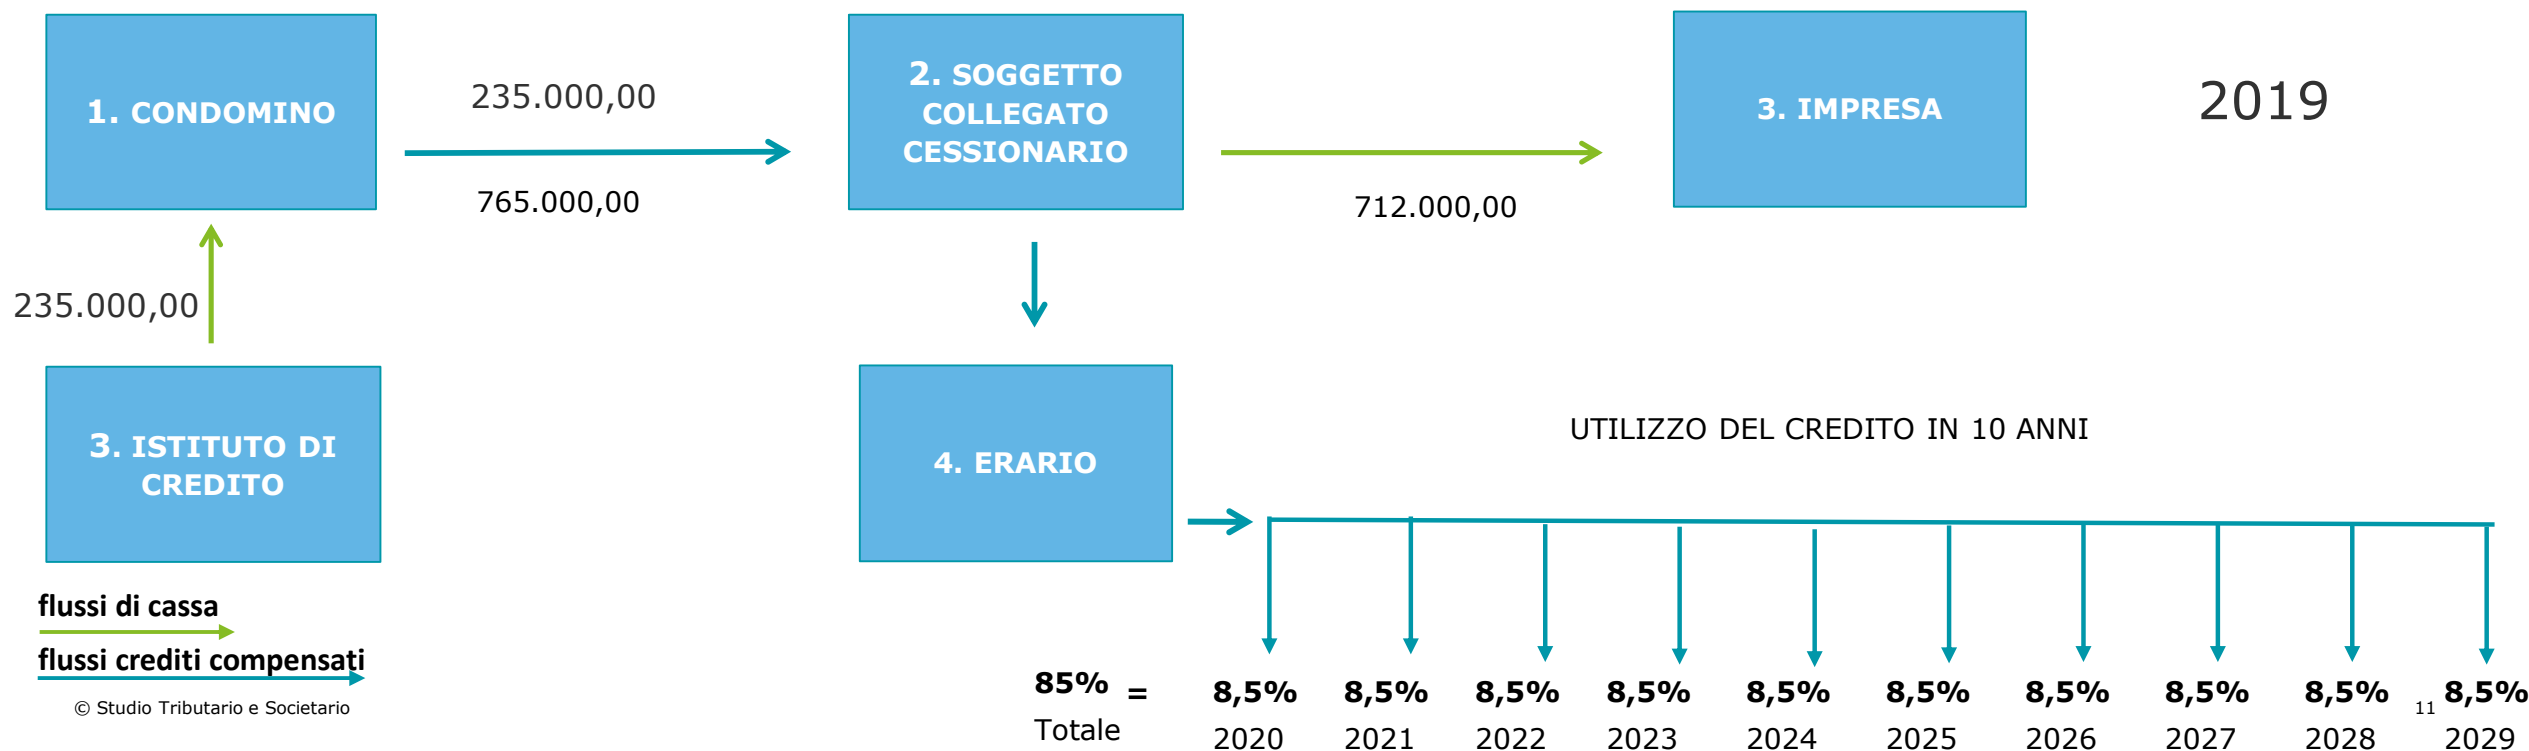 1. CONDOMINO
235.000,00
765.000,00
2. SOGGETTO
COLLEGATO
CESSIONARIO
712.000,00
3. IMPRESA
2019
235.000,00
3. ISTITUTO DI
CREDITO
4. ERARIO
UTILIZZO DEL CREDITO IN 10 ANNI
flussi di cassa
flussi crediti compensati
© Studio Tributario e Societario
85% = 8,5% 8,5% 8,5% 8,5% 8,5% 8,5% 8,5% 8,5% 8,5% 8,5%
Totale 2020 2021 2022 2023 2024 2025 2026 2027 2028 2029
11